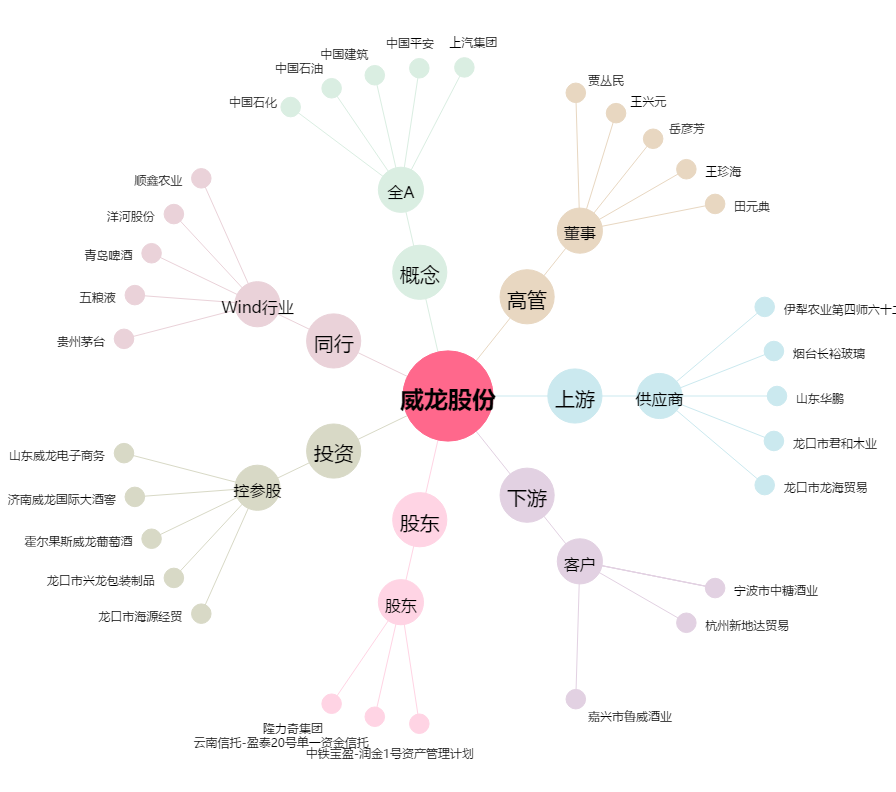 上汽集团
中国平安
中国建筑
中国石油
中国石化
全A
概念
贾丛民
王兴元
岳彦芳
王珍海
田元典
董事
高管
顺鑫农业
洋河股份
青岛啤酒
五粮液
贵州茅台
Wind行业
同行
威龙股份
上游
供应商
伊犁农业第四师六十二
烟台长裕玻璃
山东华鹏
龙口市君和木业
龙口市龙海贸易
投资
控参股
山东威龙电子商务
济南威龙国际大酒窖
霍尔果斯威龙葡萄酒
龙口市兴龙包装制品
龙口市海源经贸
股东
股东
隆力奇集团
云南信托-盈泰20号单一资金信托
中铁宝盈-润金1号资产管理计划
下游
客户
宁波市中糖酒业
杭州新地达贸易
嘉兴市鲁威酒业